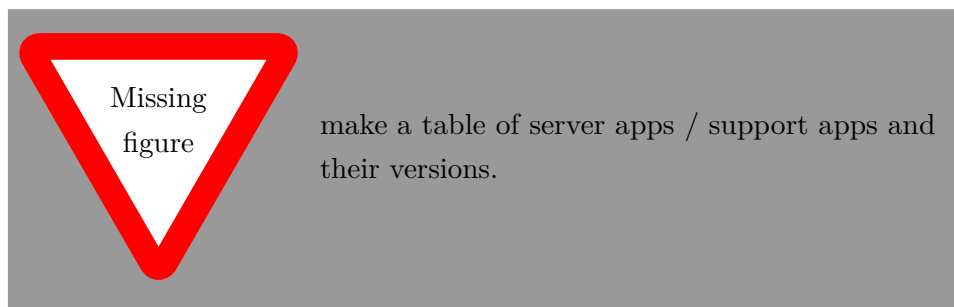 Missing
figure
make a table of server apps / support apps and
their versions.